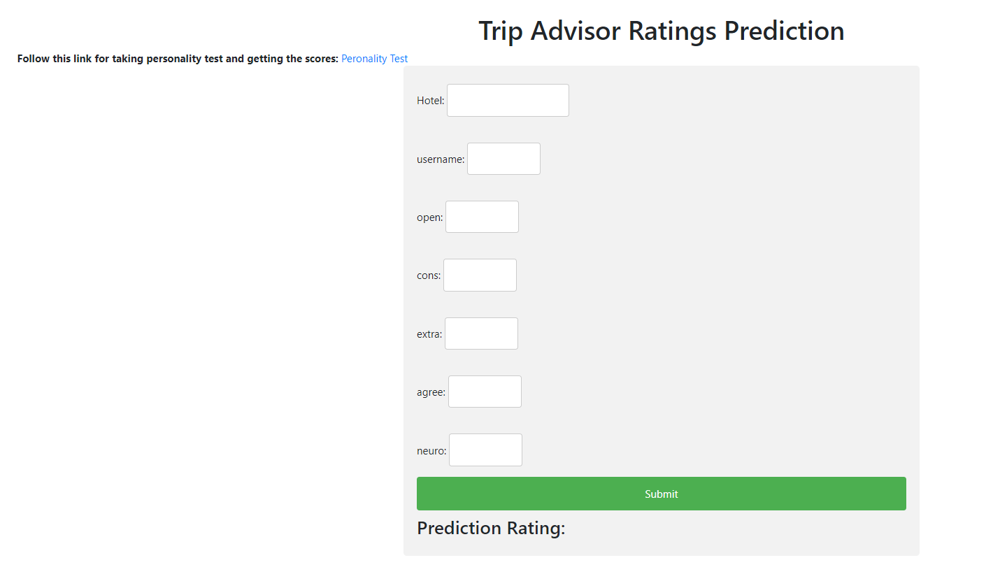 Trip Advisor Ratings Prediction
Follow this link for taking personality test and getting the scores: Peronality Test
Hotel:
username:
open:
cons:
extra:
agree:
neuro:
Submit
Prediction Rating: